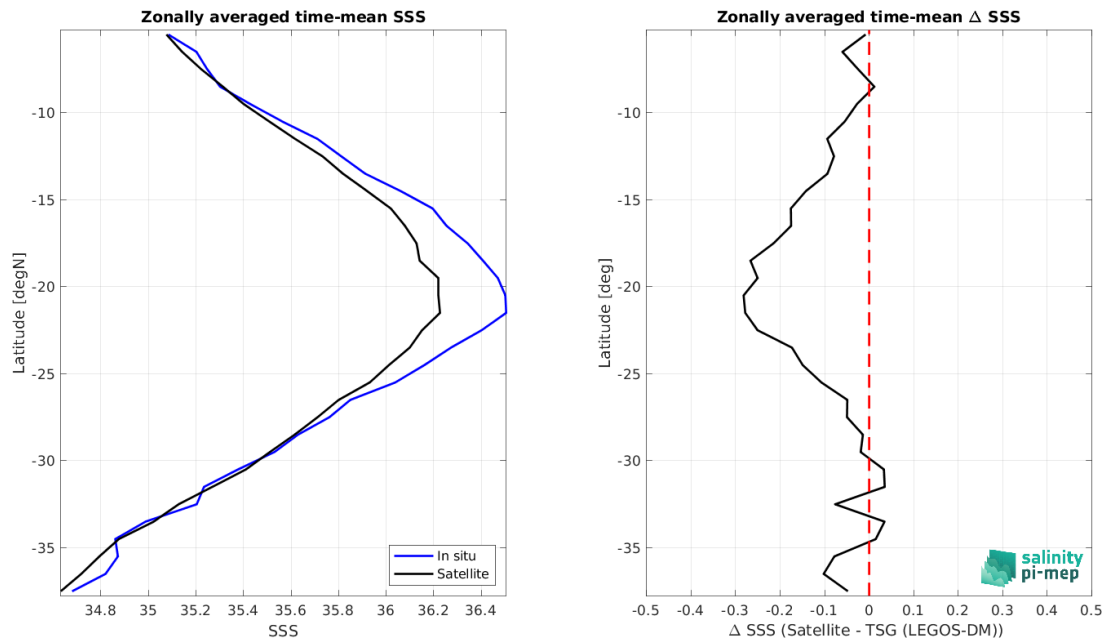 Zonally averaged time-mean SSS
-10
-15
-20
-25
-30
-35
Latitude [degN]
34.8 35 35.2 35.4 35.6 35.8 36 36.2 36.4
SSS
In situ
Satellite
Zonally averaged time-mean Δ SSS
-10
-15
-20
-25
-30
-35
Latitude [deg]
-0.5 -0.4 -0.3 -0.2 -0.1 0 0.1 0.2 0.3 0.4 0.5
Δ SSS (Satellite - TSG (LEGOS-DM))
salinity
pi-mep